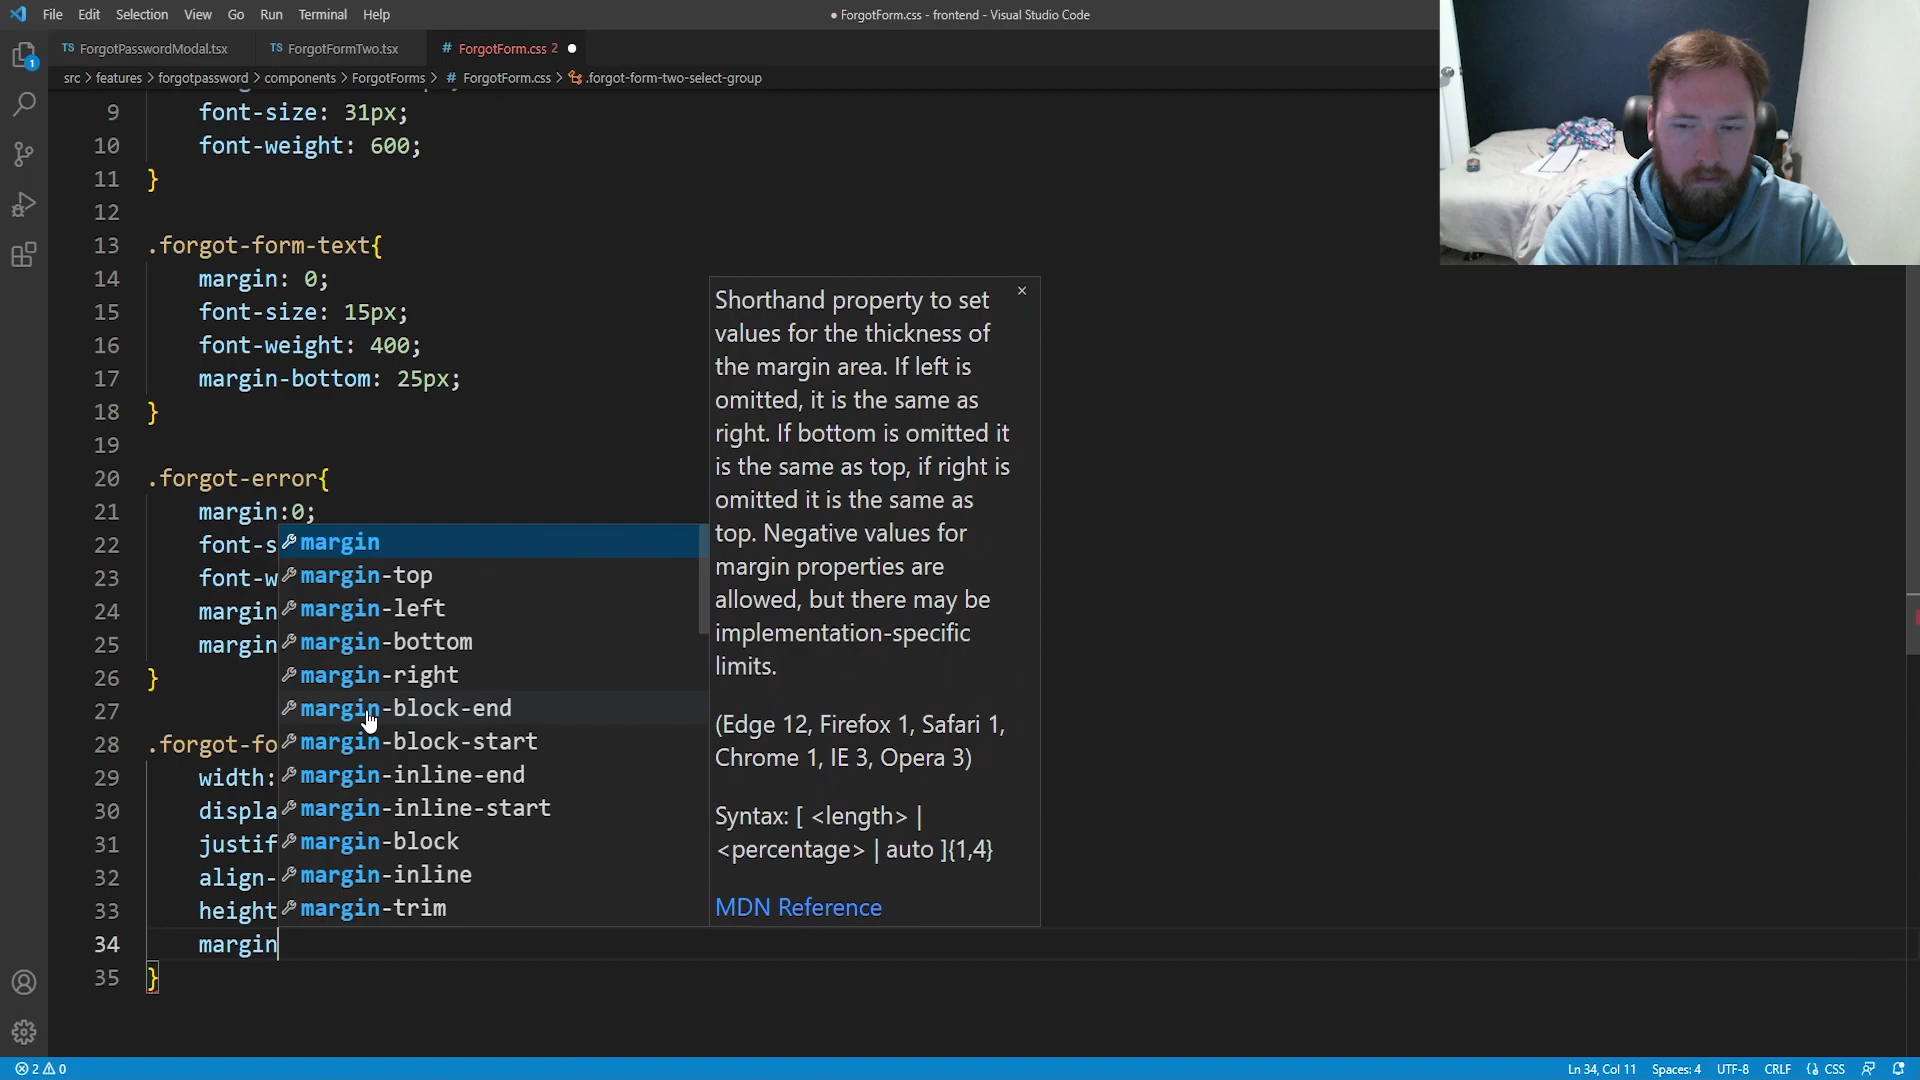 File Edit Selection View Go Run Terminal Help
● ForgotForm.css - frontend - Visual Studio Code
TS ForgotPasswordModal.tsx
TS ForgotFormTwo.tsx
# ForgotForm.css 2 ●
src > features > forgotpassword > components > ForgotForms > # ForgotForm.css > .forgot-form-two-select-group
9 font-size: 31px;
10 font-weight: 600;
11 }
12
13 .forgot-form-text{
14 margin: 0;
15 font-size: 15px;
16 font-weight: 400;
17 margin-bottom: 25px;
18 }
19
20 .forgot-error{
21 margin:0;
22 font-s
23 font-w
24 margin
25 margin
26 }
27
28 .forgot-fo
29 width:
30 displa
31 justif
32 align-
33 height
34 margin
35 }
margin
margin-top
margin-left
margin-bottom
margin-right
margin-block-end
margin-block-start
margin-inline-end
margin-inline-start
margin-block
margin-inline
margin-trim
Shorthand property to set
values for the thickness of
the margin area. If left is
omitted, it is the same as
right. If bottom is omitted it
is the same as top, if right is
omitted it is the same as
top. Negative values for
margin properties are
allowed, but there may be
implementation-specific
limits.
(Edge 12, Firefox 1, Safari 1,
Chrome 1, IE 3, Opera 3)
Syntax: [ <length> |
<percentage> | auto ]{1,4}
MDN Reference
1
2 0
Ln 34, Col 11 Spaces: 4 UTF-8 CRLF {} CSS